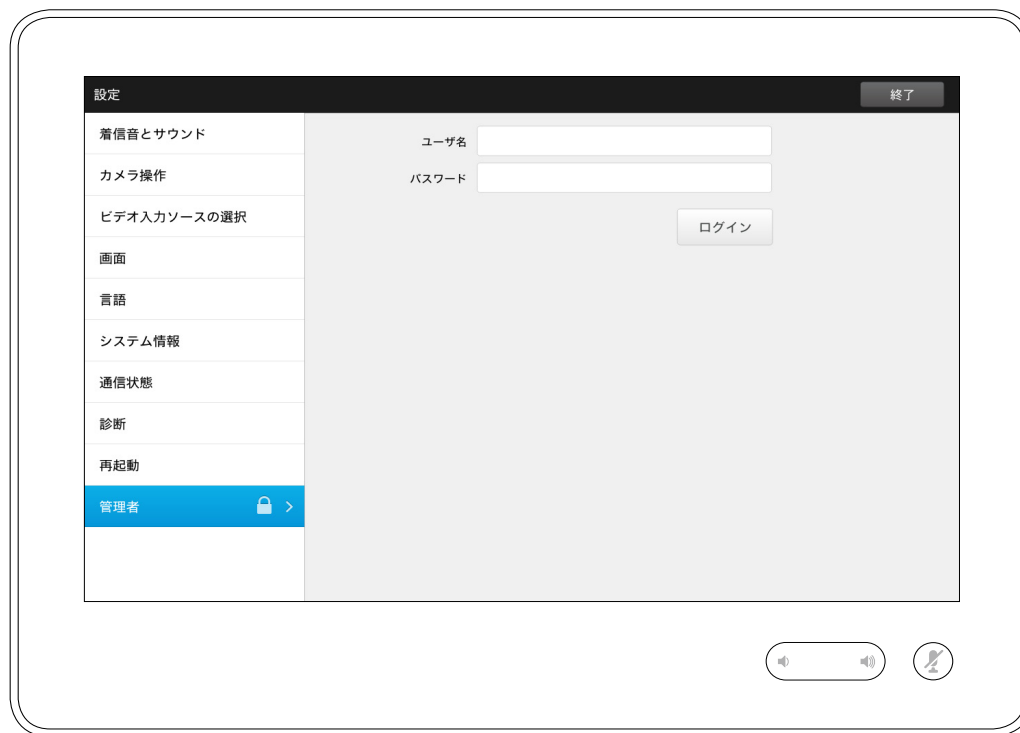 設定
終了
着信音とサウンド
カメラ操作
ビデオ入力ソースの選択
画面
言語
システム情報
通信状態
診断
再起動
管理者
ユーザ名
パスワード
ログイン